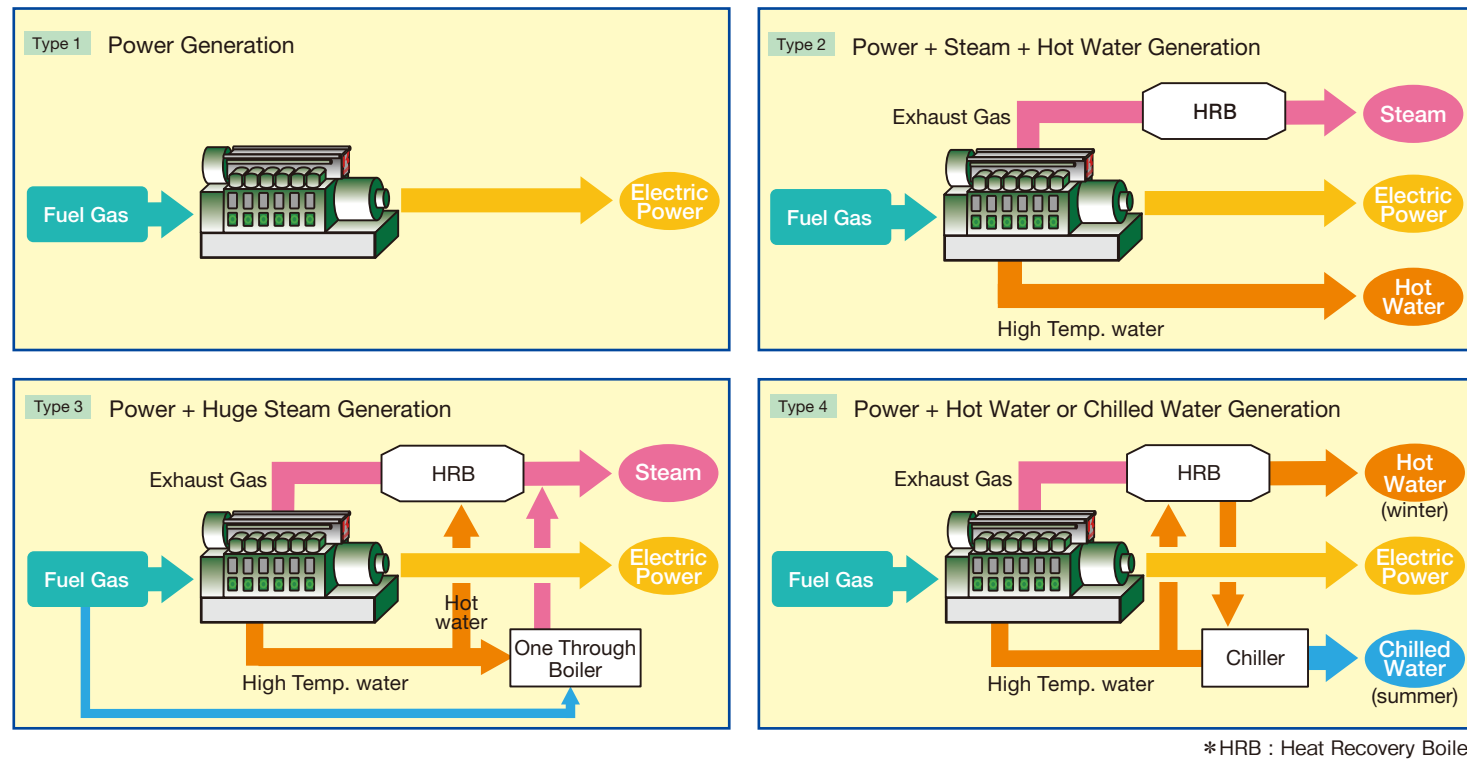 Type 1 Power Generation
Fuel Gas
Electric
Power
Type 2 Power + Steam + Hot Water Generation
Exhaust Gas
HRB
Steam
Fuel Gas
Electric
Power
Hot
Water
High Temp. water
Type 3 Power + Huge Steam Generation
Exhaust Gas
HRB
Steam
Fuel Gas
Electric
Power
Hot
water
One Through
Boiler
High Temp. water
Type 4 Power + Hot Water or Chilled Water Generation
Exhaust Gas
HRB
Hot
Water
(winter)
Fuel Gas
Electric
Power
Chiller
Chilled
Water
(summer)
High Temp. water
*HRB : Heat Recovery Boile